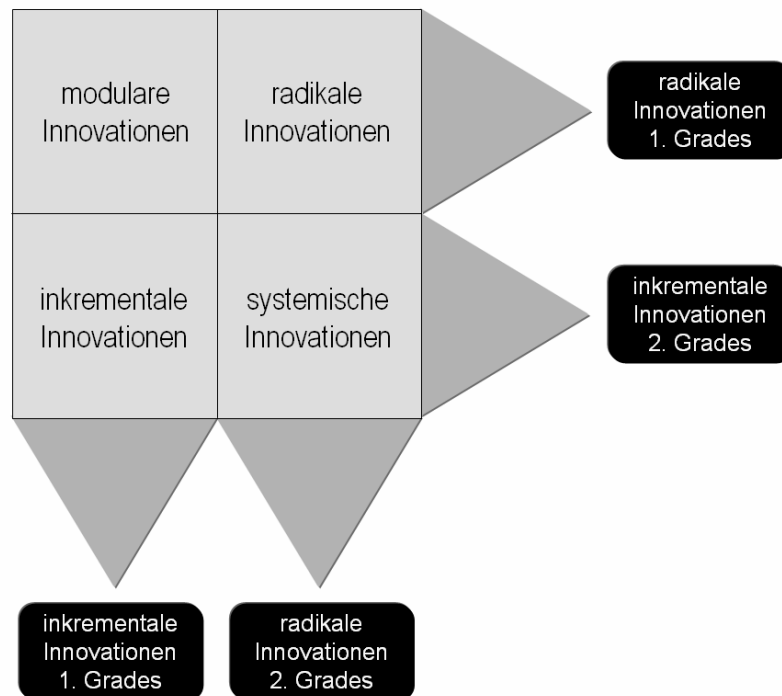 modulare
Innovationen
radikale
Innovationen
radikale
Innovationen
1. Grades
inkrementale
Innovationen
systemische
Innovationen
inkrementale
Innovationen
2. Grades
inkrementale
Innovationen
1. Grades
radikale
Innovationen
2. Grades